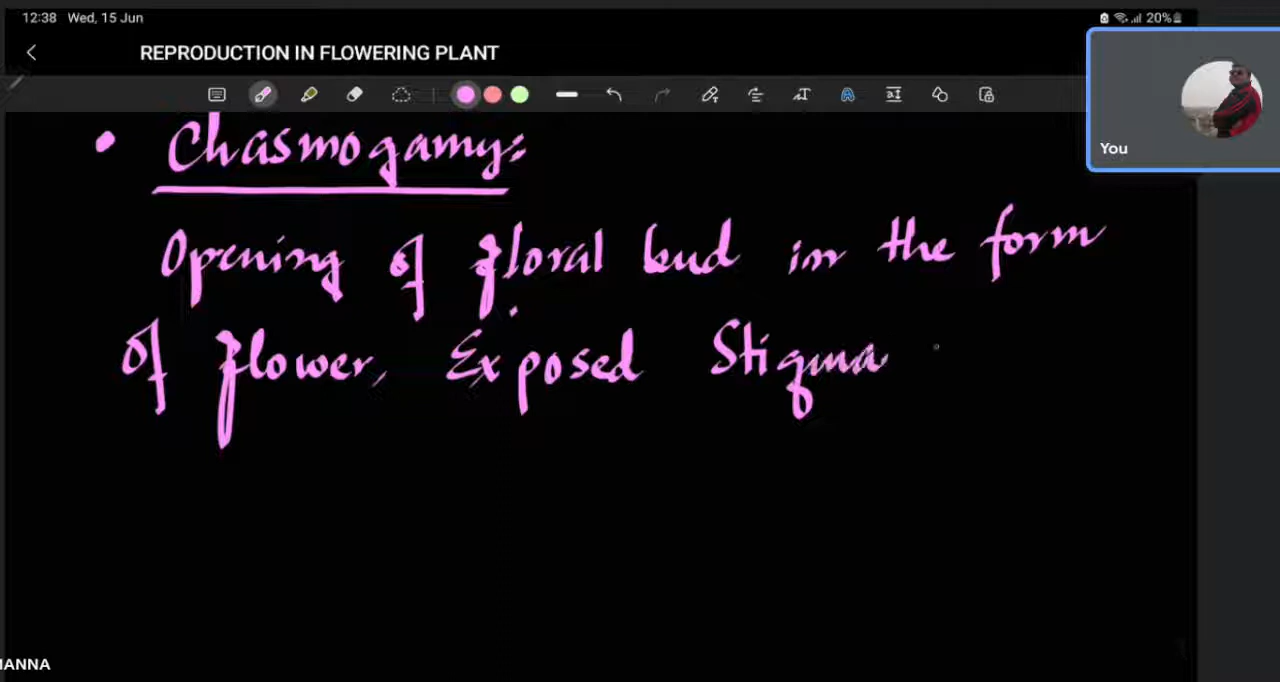 12:38 Wed, 15 Jun
20%
REPRODUCTION IN FLOWERING PLANT
You
• Chasmogamy:
Opening of floral bud in the form
of flower, Exposed Stigma
MANNA